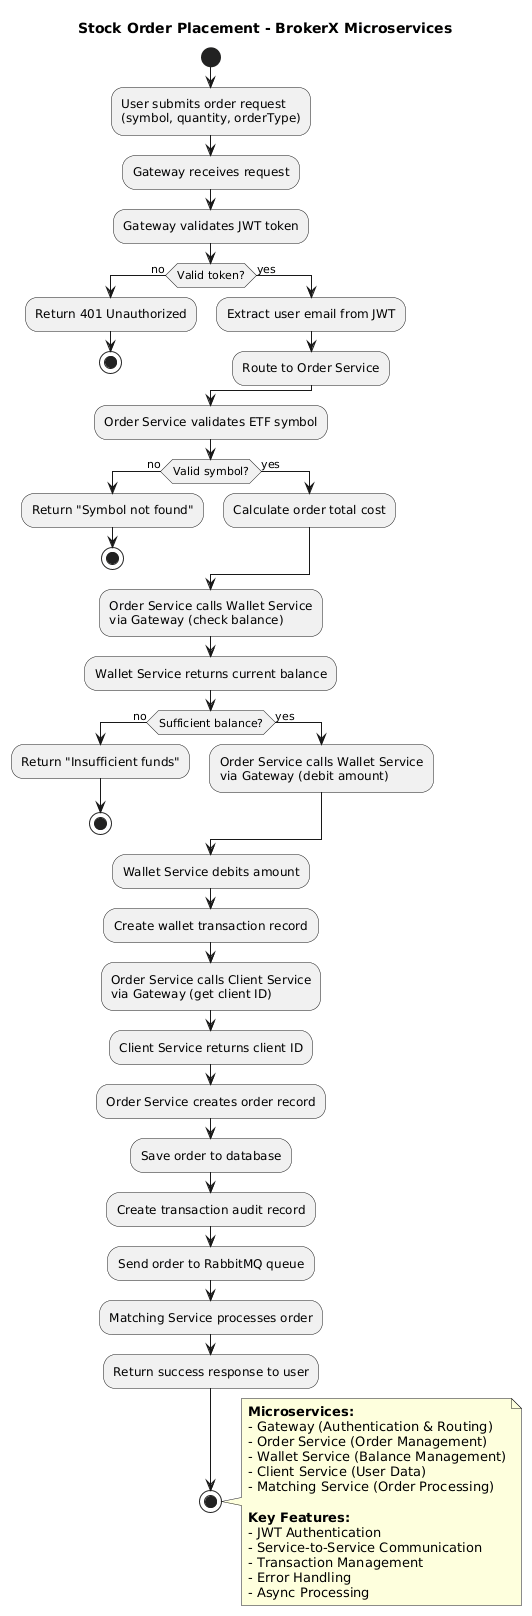 Stock Order Placement - BrokerX Microservices
User submits order request
(symbol, quantity, orderType)
Gateway receives request
Gateway validates JWT token
no
Valid token?
yes
Return 401 Unauthorized
Extract user email from JWT
Route to Order Service
Order Service validates ETF symbol
no
Valid symbol?
yes
Return "Symbol not found"
Calculate order total cost
Order Service calls Wallet Service
via Gateway (check balance)
Wallet Service returns current balance
no
Sufficient balance?
yes
Return "Insufficient funds"
Order Service calls Wallet Service
via Gateway (debit amount)
Wallet Service debits amount
Create wallet transaction record
Order Service calls Client Service
via Gateway (get client ID)
Client Service returns client ID
Order Service creates order record
Save order to database
Create transaction audit record
Send order to RabbitMQ queue
Matching Service processes order
Return success response to user
Microservices:
- Gateway (Authentication & Routing)
- Order Service (Order Management)
- Wallet Service (Balance Management)
- Client Service (User Data)
- Matching Service (Order Processing)
Key Features:
- JWT Authentication
- Service-to-Service Communication
- Transaction Management
- Error Handling
- Async Processing